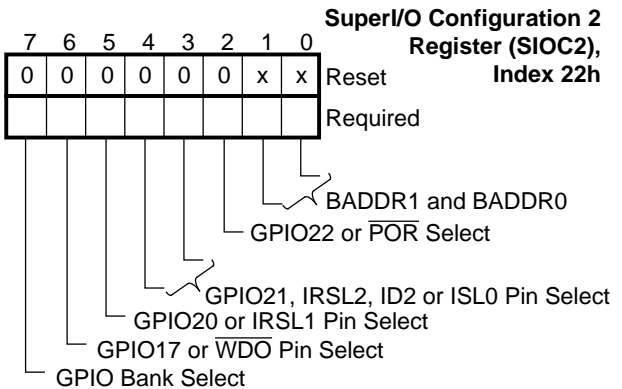 SuperI/O Configuration 2
Register (SIOC2),
Index 22h
7 6 5 4 3 2 1 0
0 0 0 0 0 0 x x Reset
Required
BADDR1 and BADDR0
GPIO22 or POR Select
GPIO21, IRSL2, ID2 or ISL0 Pin Select
GPIO20 or IRSL1 Pin Select
GPIO17 or WDO Pin Select
GPIO Bank Select